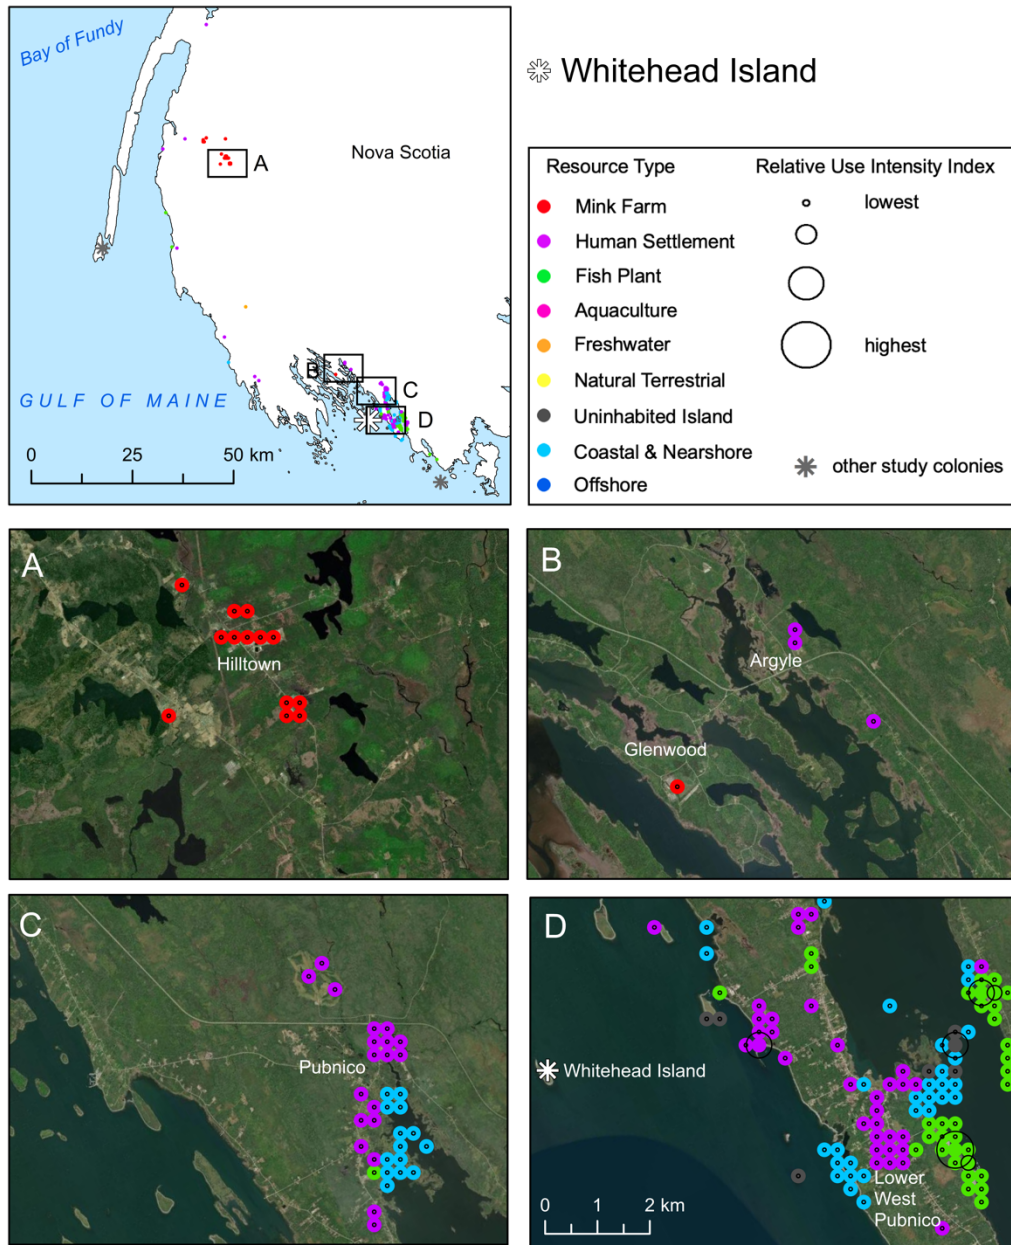 Bay of Fundy
Nova Scotia
A
B
C
D
GULF OF MAINE
0 25 50 km
Whitehead Island
Resource Type
Mink Farm
Human Settlement
Fish Plant
Aquaculture
Freshwater
Natural Terrestrial
Uninhabited Island
Coastal & Nearshore
Offshore
Relative Use Intensity Index
lowest
highest
other study colonies
A
Hilltown
B
Argyle
Glenwood
C
Pubnico
D
Whitehead Island
Lower
West
Pubnico
0 1 2 km